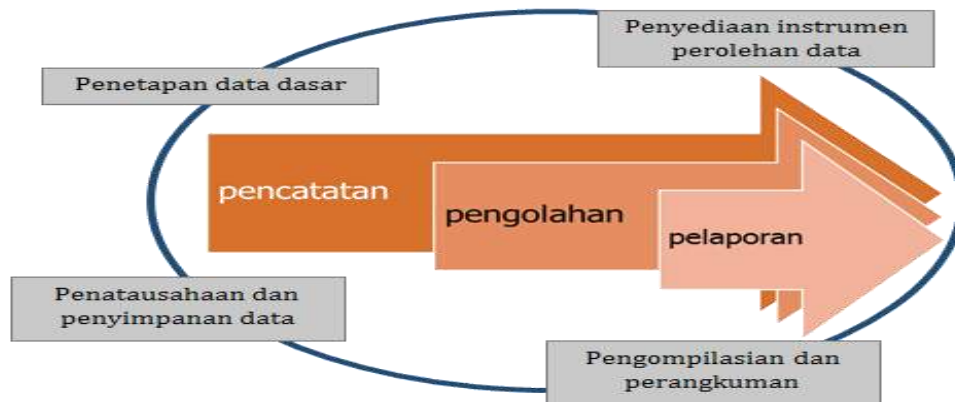 Penyediaan instrumen
perolehan data
Penetapan data dasar
pencatatan
pengolahan
pelaporan
Penatausahaan dan
penyimpanan data
Pengompilasian dan
perangkuman